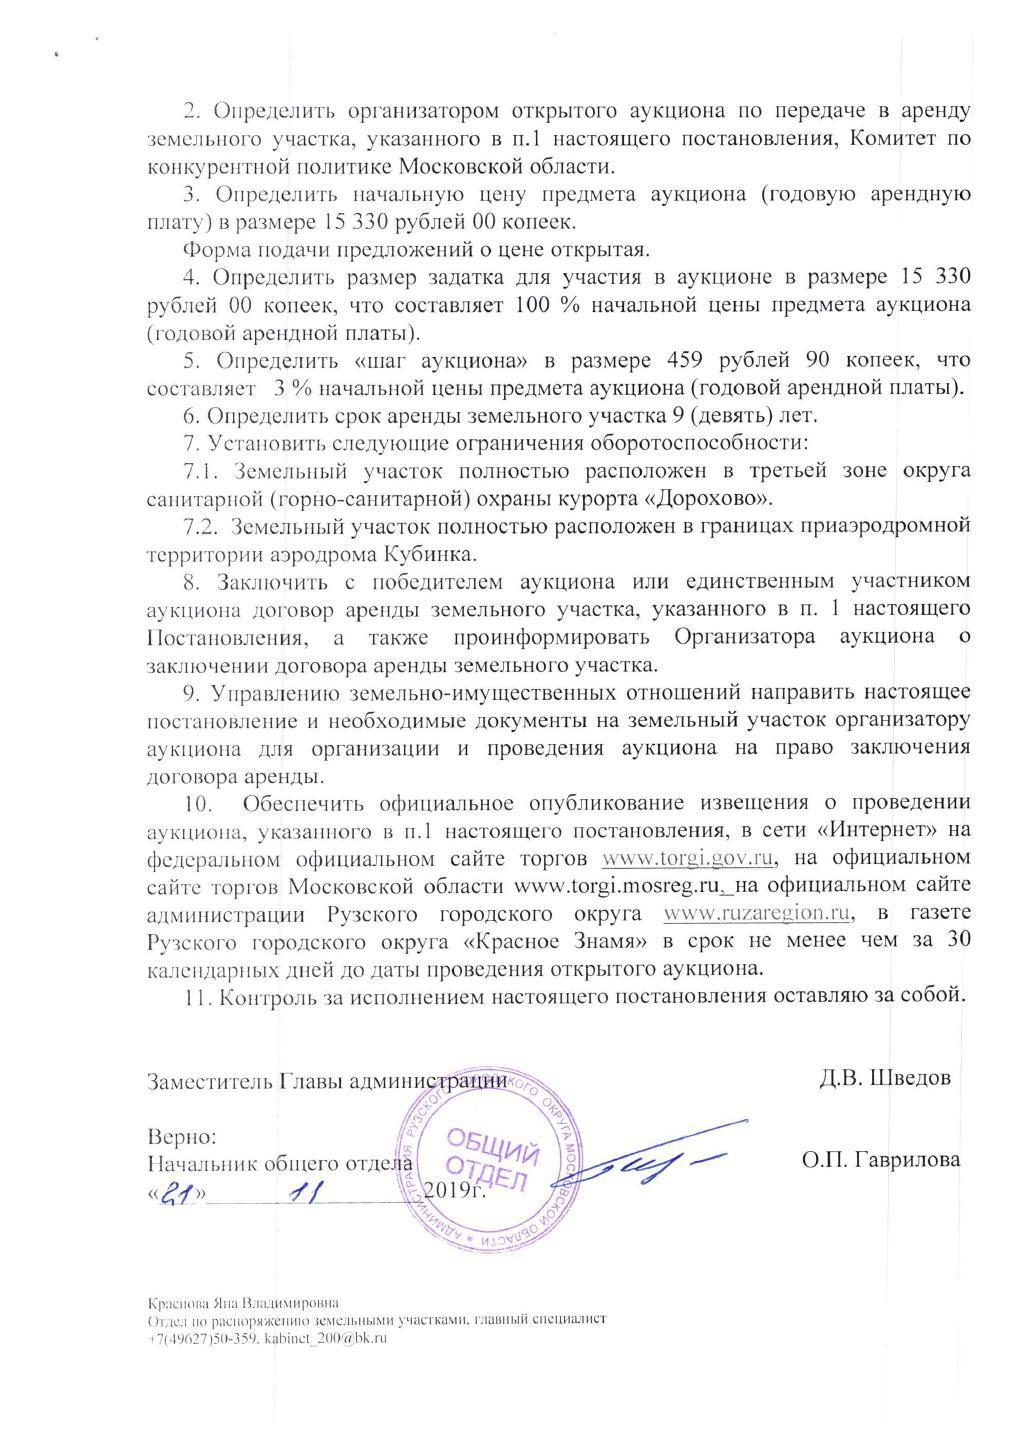 2. Определить организатором открытого аукциона по передаче в аренду
земельного участка, указанного в п.1 настоящего постановления, Комитет по
конкурентной политике Московской области.
3. Определить начальную цену предмета аукциона (годовую арендную
плату) в размере 15 330 рублей 00 копеек.
Форма подачи предложений о цене открытая.
4. Определить размер задатка для участия в аукционе в размере 15 330
рублей 00 копеек, что составляет 100 % начальной цены предмета аукциона
(годовой арендной платы).
5. Определить «шаг аукциона» в размере 459 рублей 90 копеек, что
составляет 3 % начальной цены предмета аукциона (годовой арендной платы).
6. Определить срок аренды земельного участка 9 (девять) лет.
7. Установить следующие ограничения оборотоспособности:
7.1. Земельный участок полностью расположен в третьей зоне округа
санитарной (горно-санитарной) охраны курорта «Дорохово».
7.2. Земельный участок полностью расположен в границах приаэродромной
территории аэродрома Кубинка.
8. Заключить с победителем аукциона или единственным участником
аукциона договор аренды земельного участка, указанного в п. 1 настоящего
Постановления, а также проинформировать Организатора аукциона о
заключении договора аренды земельного участка.
9. Управлению земельно-имущественных отношений направить настоящее
постановление и необходимые документы на земельный участок организатору
аукциона для организации и проведения аукциона на право заключения
договора аренды.
10. Обеспечить официальное опубликование извещения о проведении
аукциона, указанного в п.1 настоящего постановления, в сети «Интернет» на
федеральном официальном сайте торгов www.torgi.gov.ru, на официальном
сайте торгов Московской области www.torgi.mosreg.ru, на официальном сайте
администрации Рузского городского округа www.ruzaregion.ru, в газете
Рузского городского округа «Красное Знамя» в срок не менее чем за 30
календарных дней до даты проведения открытого аукциона.
11. Контроль за исполнением настоящего постановления оставляю за собой.
Заместитель Главы администрации Д.В. Шведов
Верно:
Начальник общего отдела О.П. Гаврилова
«21» 11 2019г.
АДМИНИСТРАЦИЯ РУЗСКОГО ГОРОДСКОГО ОКРУГА МОСКОВСКОЙ ОБЛАСТИ *
ОБЩИЙ
ОТДЕЛ
Краснова Яна Владимировна
Отдел по распоряжению земельными участками, главный специалист
+7(49627)50-359, kabinet_200@bk.ru